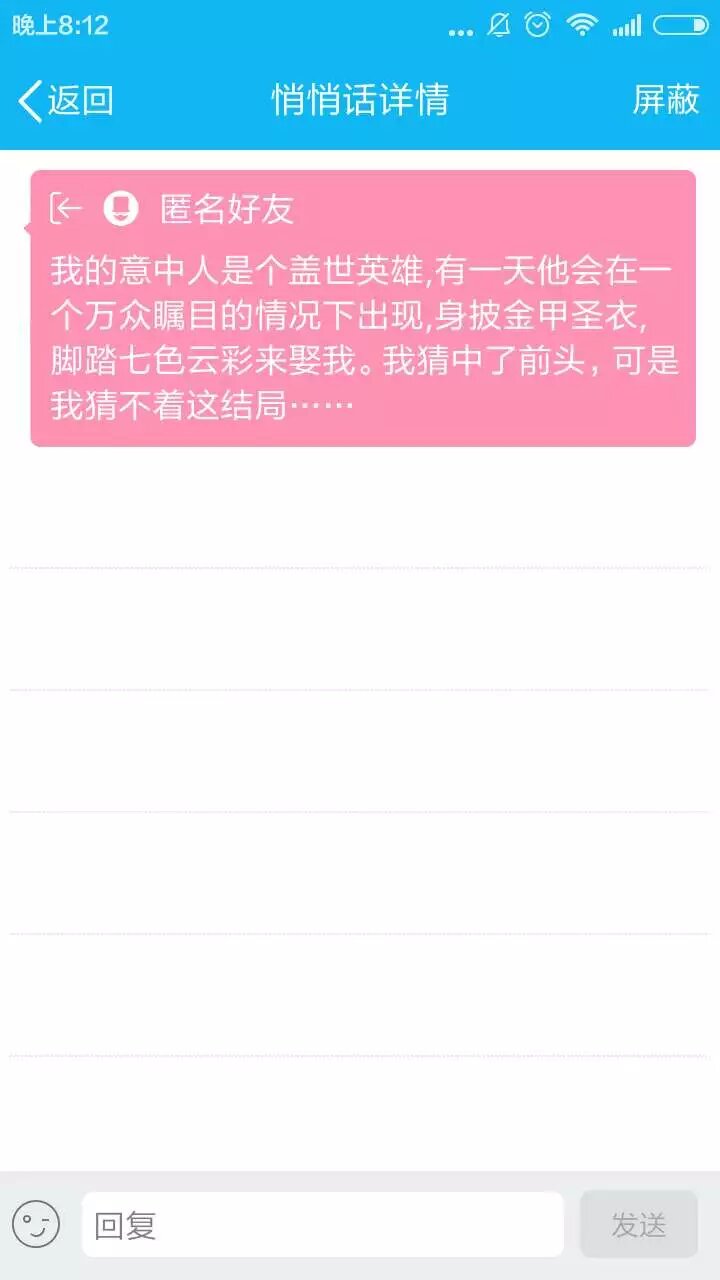 晚上8:12
返回
悄悄话详情
屏蔽
匿名好友
我的意中人是个盖世英雄,有一天他会在一
个万众瞩目的情况下出现,身披金甲圣衣,
脚踏七色云彩来娶我。我猜中了前头，可是
我猜不着这结局……
回复
发送